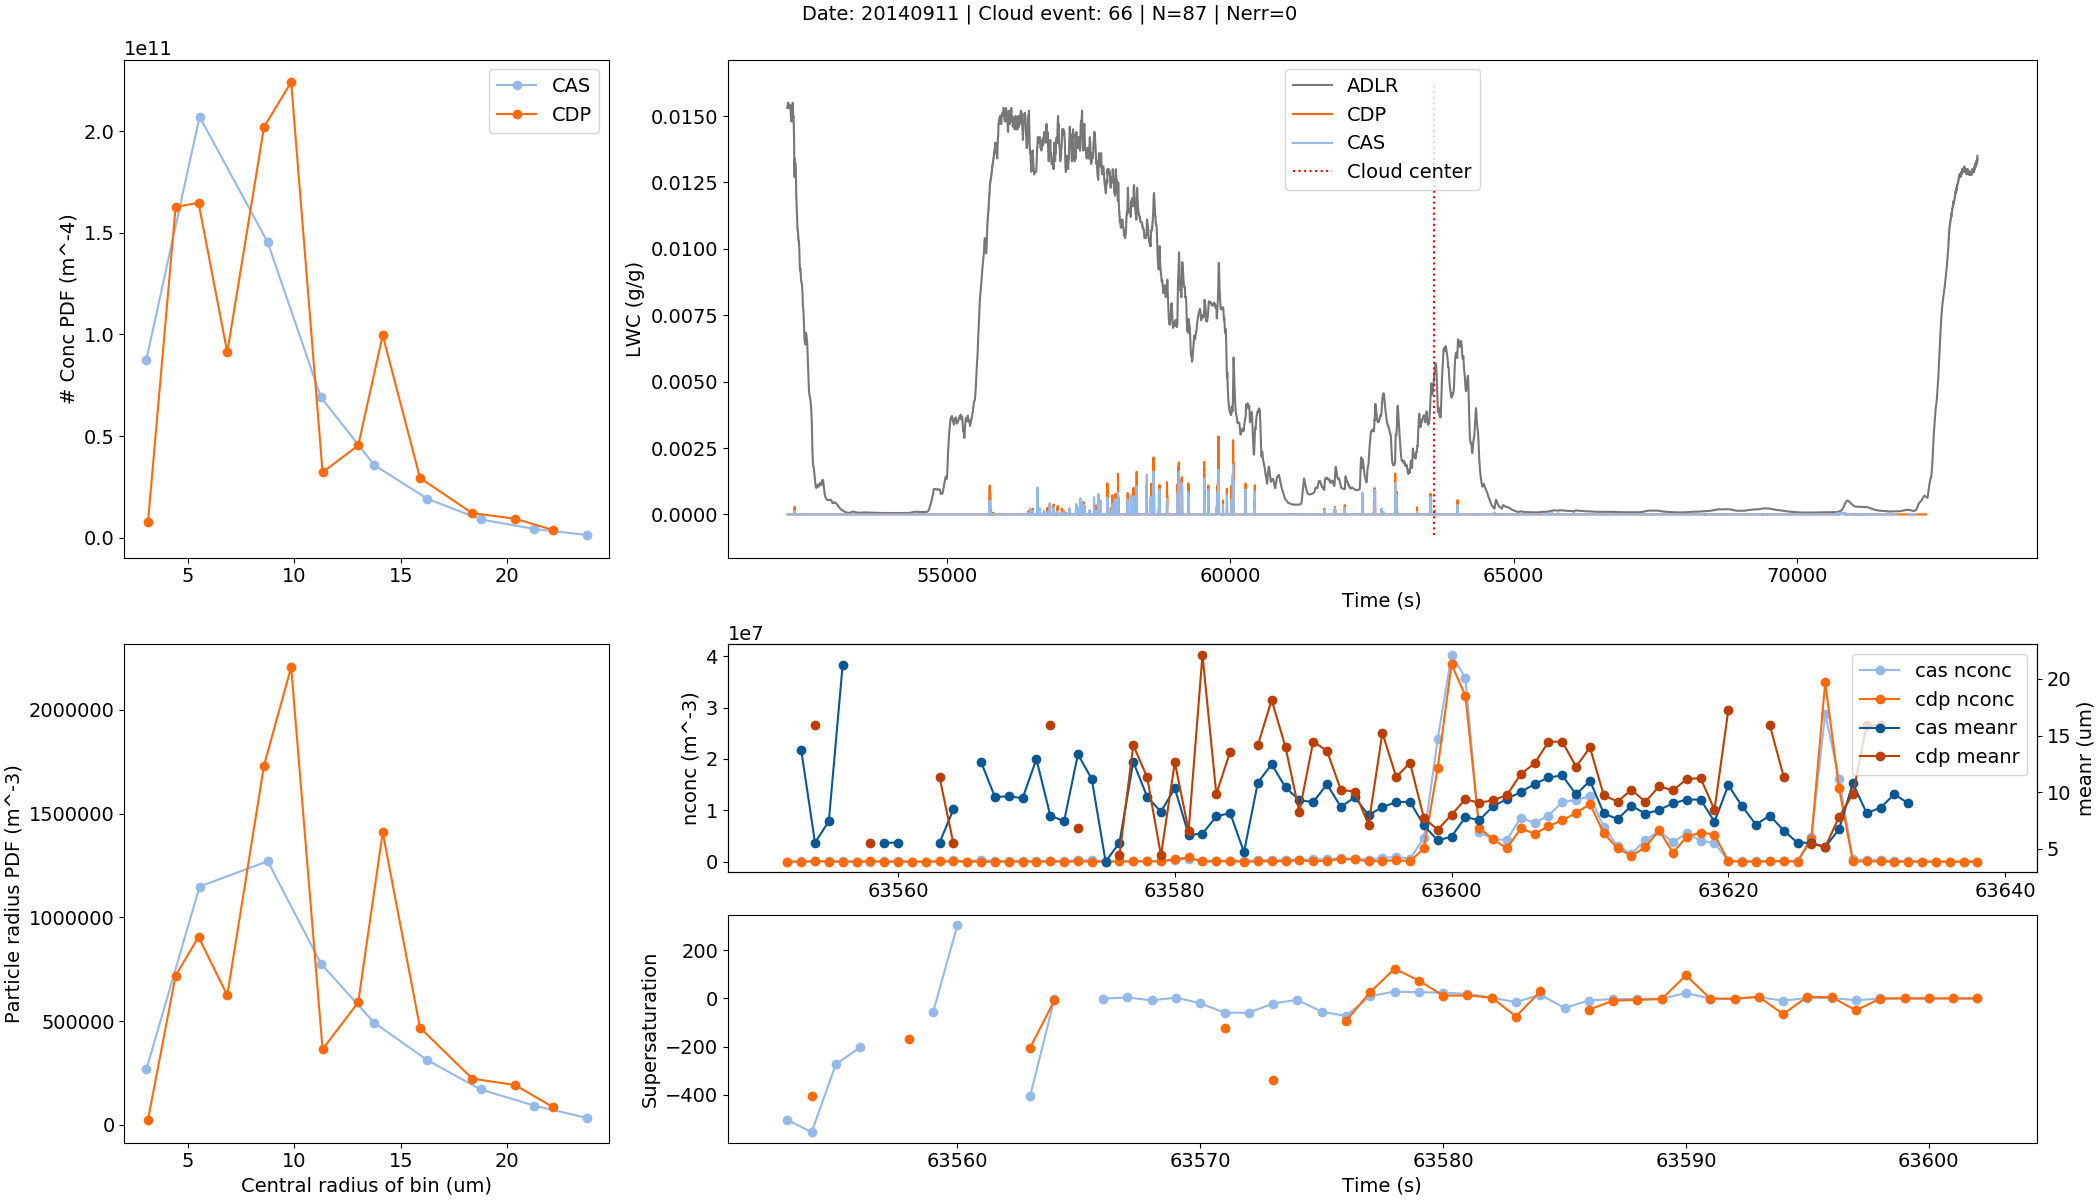 Date: 20140911 | Cloud event: 66 | N=87 | Nerr=0
1e11
# Conc PDF (m^-4)
2.0
1.5
1.0
0.5
0.0
5 10 15 20
CAS
CDP
LWC (g/g)
0.0150
0.0125
0.0100
0.0075
0.0050
0.0025
0.0000
55000 60000 65000 70000
Time (s)
ADLR
CDP
CAS
Cloud center
Particle radius PDF (m^-3)
2000000
1500000
1000000
500000
0
5 10 15 20
Central radius of bin (um)
1e7
nconc (m^-3)
4
3
2
1
0
63560 63580 63600 63620 63640
cas nconc
cdp nconc
cas meanr
cdp meanr
20
15
10
5
meanr (um)
Supersaturation
200
0
−200
−400
63560 63570 63580 63590 63600
Time (s)